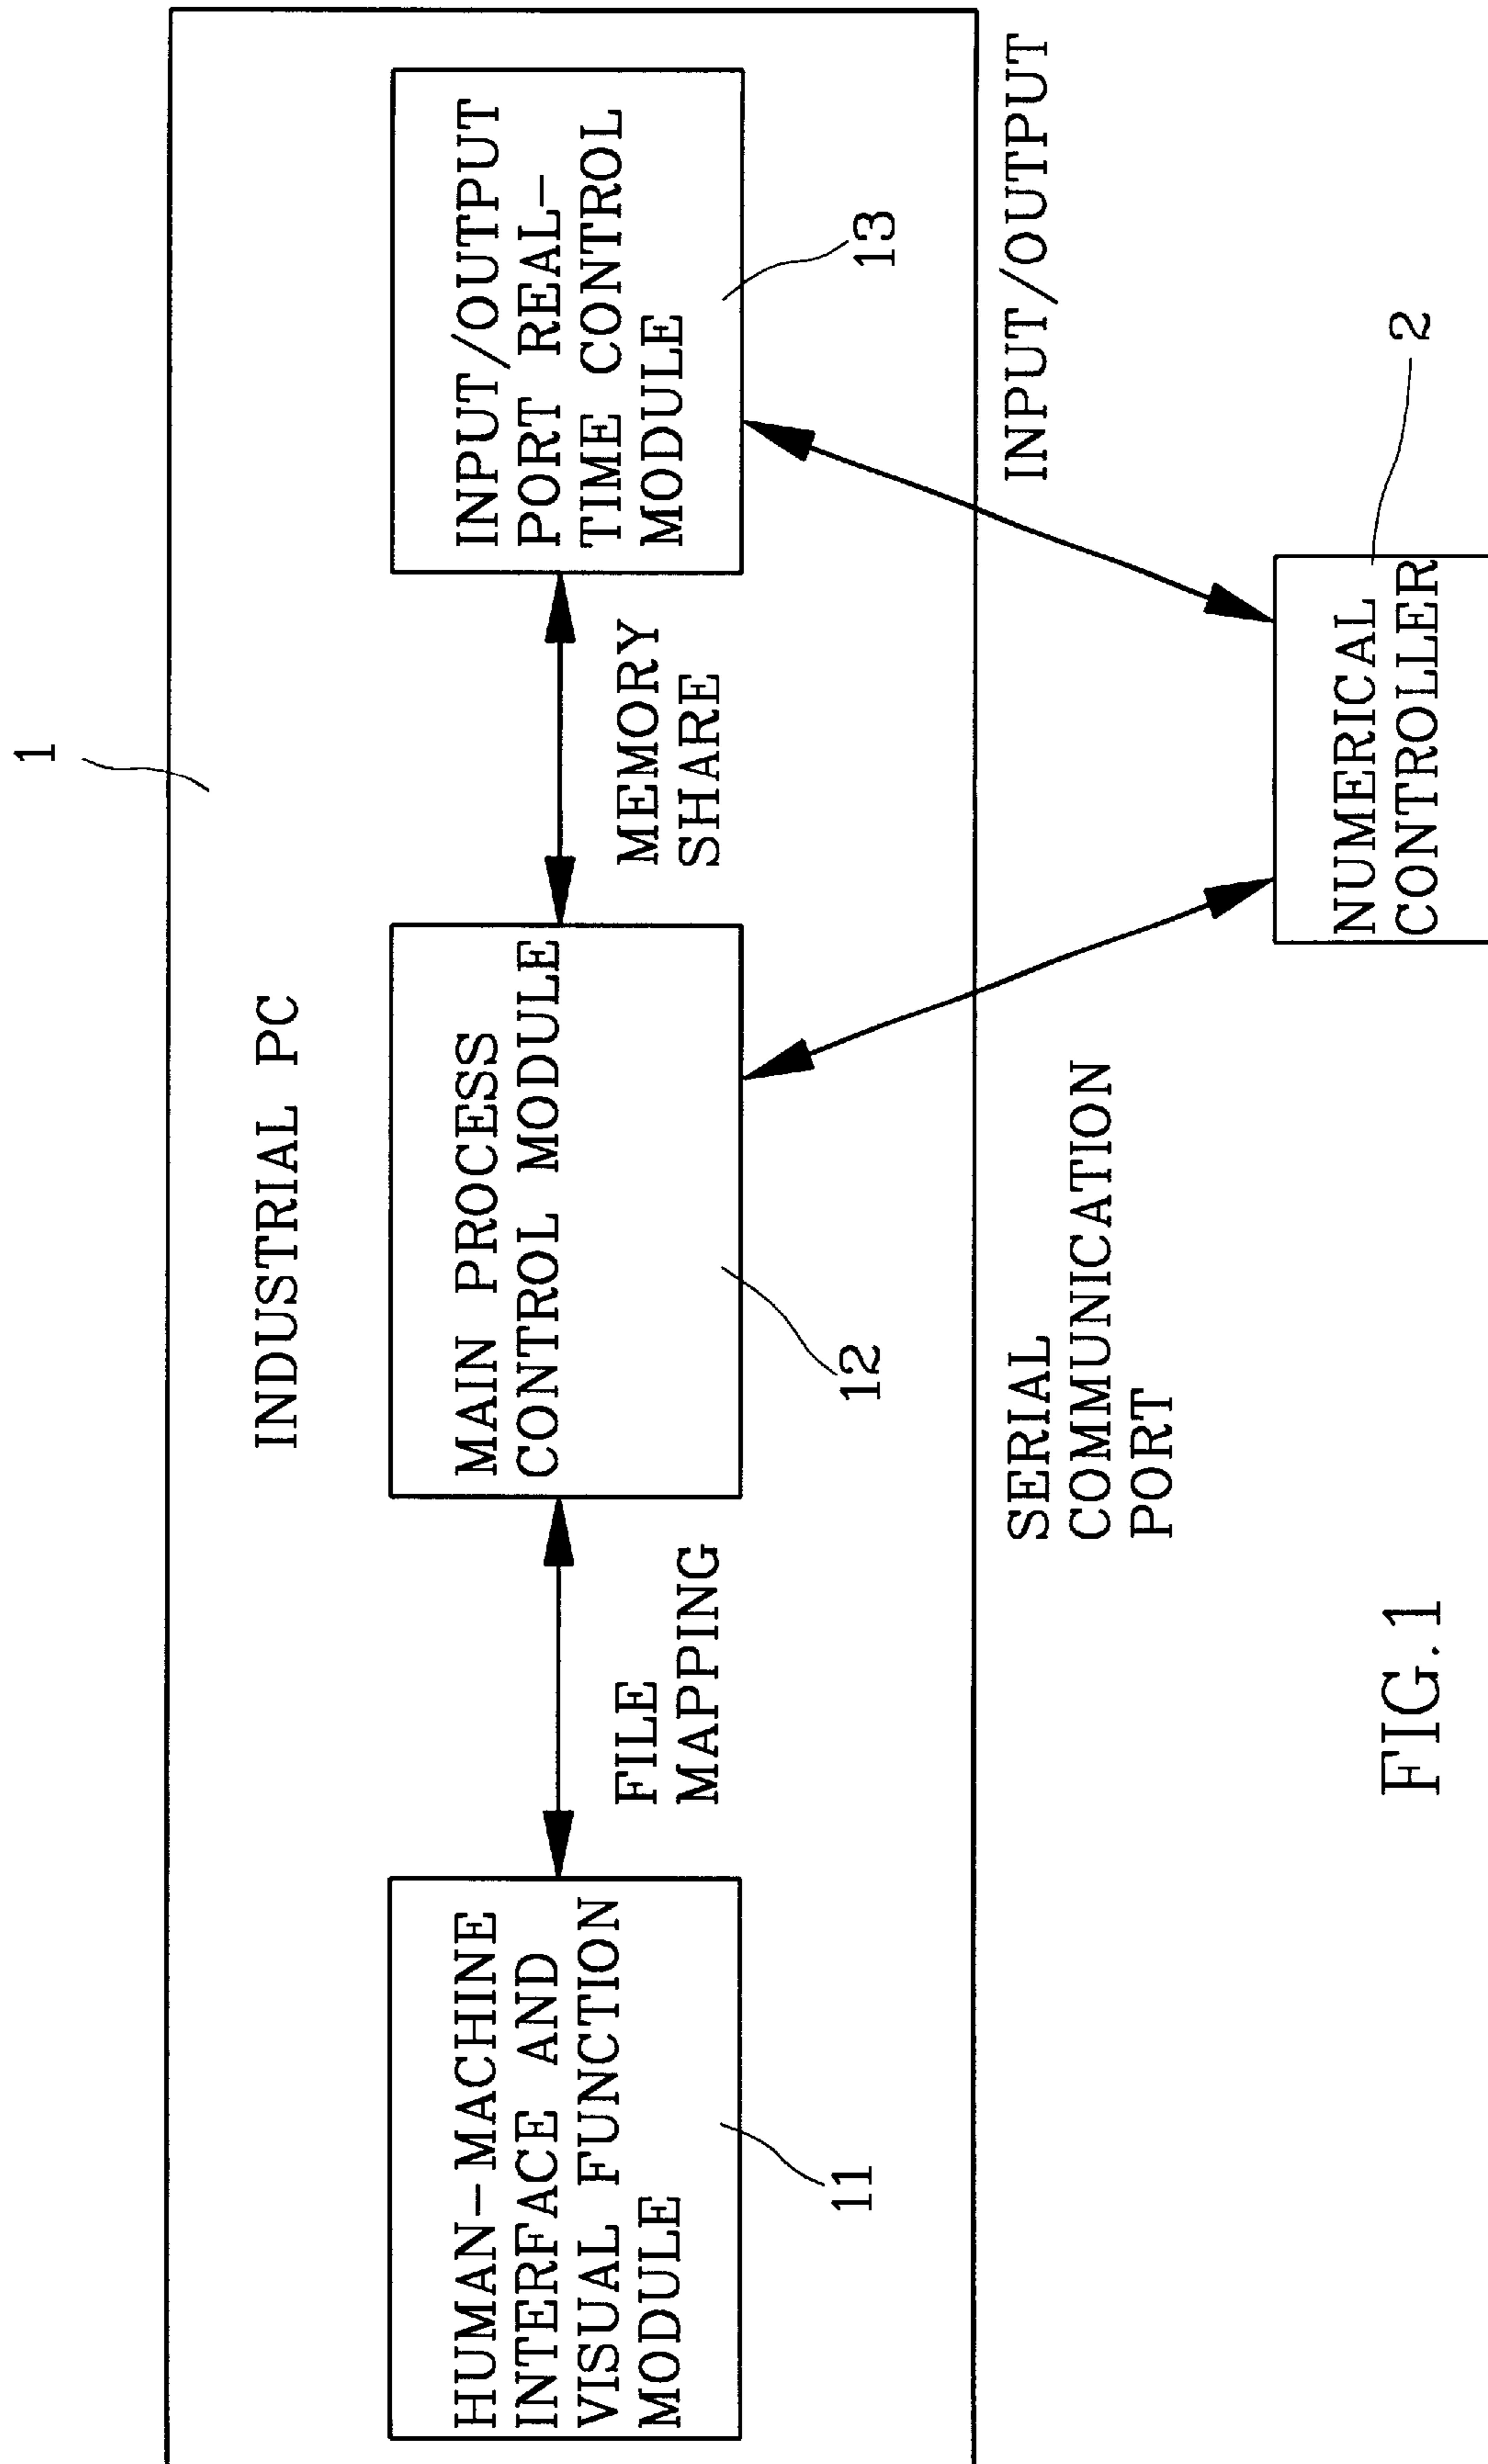 1
INDUSTRIAL PC
HUMAN-MACHINE
INTERFACE AND
VISUAL FUNCTION
MODULE
11
FILE
MAPPING
MAIN PROCESS
CONTROL MODULE
12
MEMORY
SHARE
INPUT/OUTPUT
PORT REAL-
TIME CONTROL
MODULE
13
SERIAL
COMMUNICATION
PORT
INPUT/OUTPUT
NUMERICAL
CONTROLLER
2
FIG.1